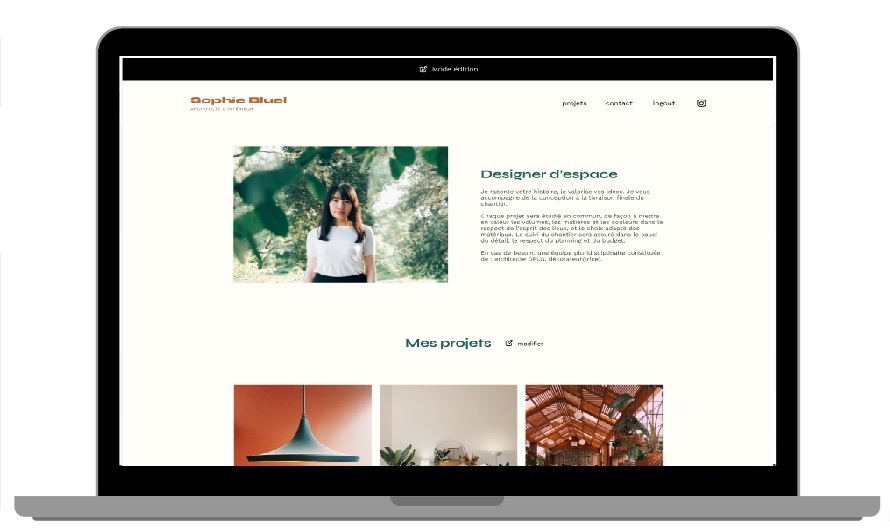 Mode édition
Sophie Bluel
ARCHITECTE D'INTÉRIEUR
projets
contact
logout
Designer d'espace
Je raconte votre histoire, je valorise vos idées. Je vous
accompagne de la conception à la livraison finale du
chantier.
Chaque projet sera étudié en commun, de façon à mettre
en valeur les volumes, les matières et les couleurs dans le
respect de l'esprit des lieux, et le choix adapté des
matériaux. Le suivi du chantier sera assuré dans le souci
du détail, le respect du planning et du budget.
En cas de besoin, une équipe pluridisciplinaire constituée
de : architecte DPLG, décorateur(trice).
Mes projets
modifier